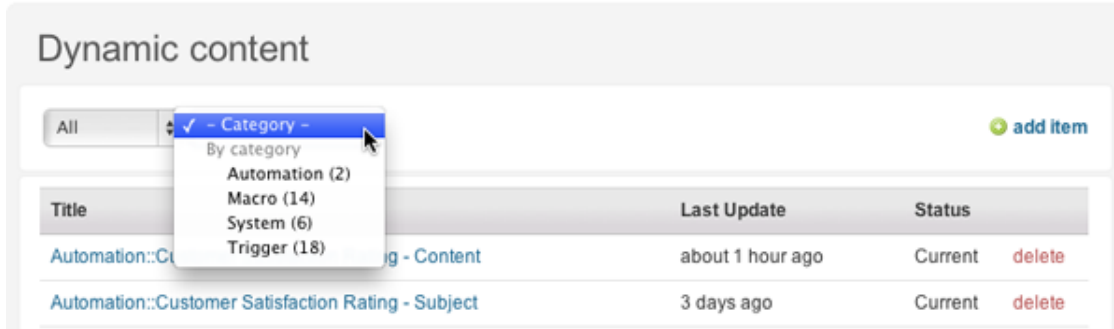 Dynamic content
All
✓ – Category –
add item
By category
Automation (2)
Macro (14)
System (6)
Trigger (18)
Title Last Update Status
Automation::Cu ng - Content about 1 hour ago Current delete
Automation::Customer Satisfaction Rating - Subject 3 days ago Current delete